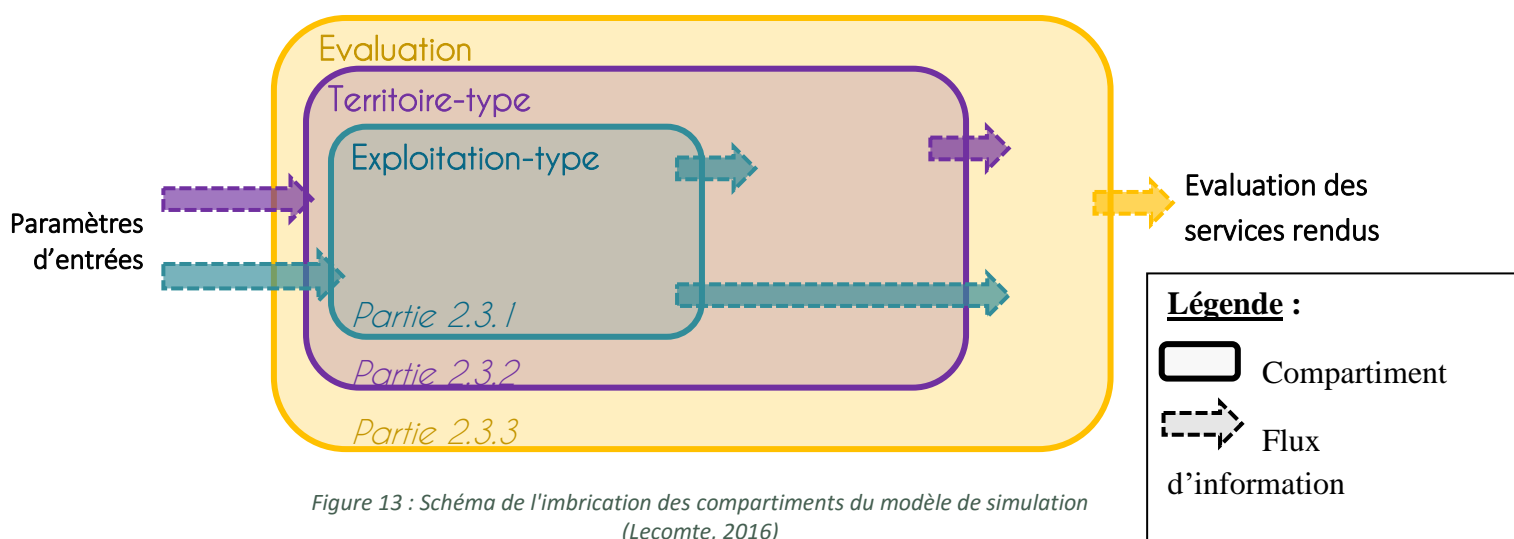 Evaluation
Territoire-type
Exploitation-type
Paramètres
d’entrées
Partie 2.3.1
Partie 2.3.2
Partie 2.3.3
Evaluation des
services rendus
Légende :
Compartiment
Flux
d’information
Figure 13 : Schéma de l'imbrication des compartiments du modèle de simulation
(Lecomte, 2016)